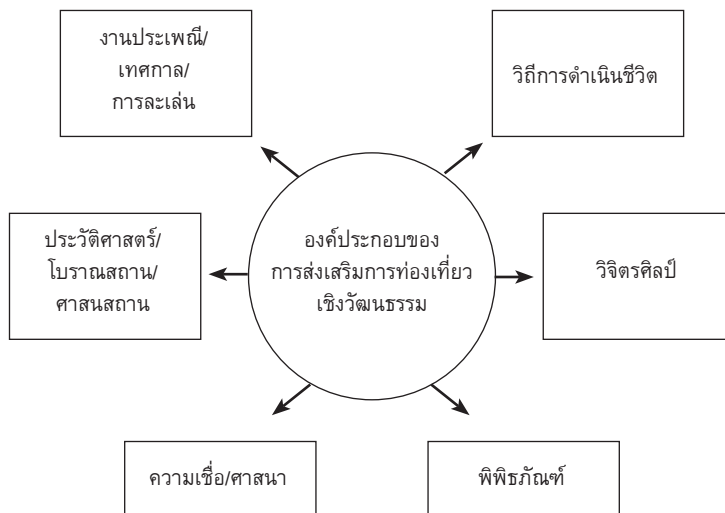 งานประเพณี/
เทศกาล/
การละเล่น
วิถีการดำเนินชีวิต
ประวัติศาสตร์/
โบราณสถาน/
ศาสนสถาน
องค์ประกอบของ
การส่งเสริมการท่องเที่ยว
เชิงวัฒนธรรม
วิจิตรศิลป์
ความเชื่อ/ศาสนา
พิพิธภัณฑ์